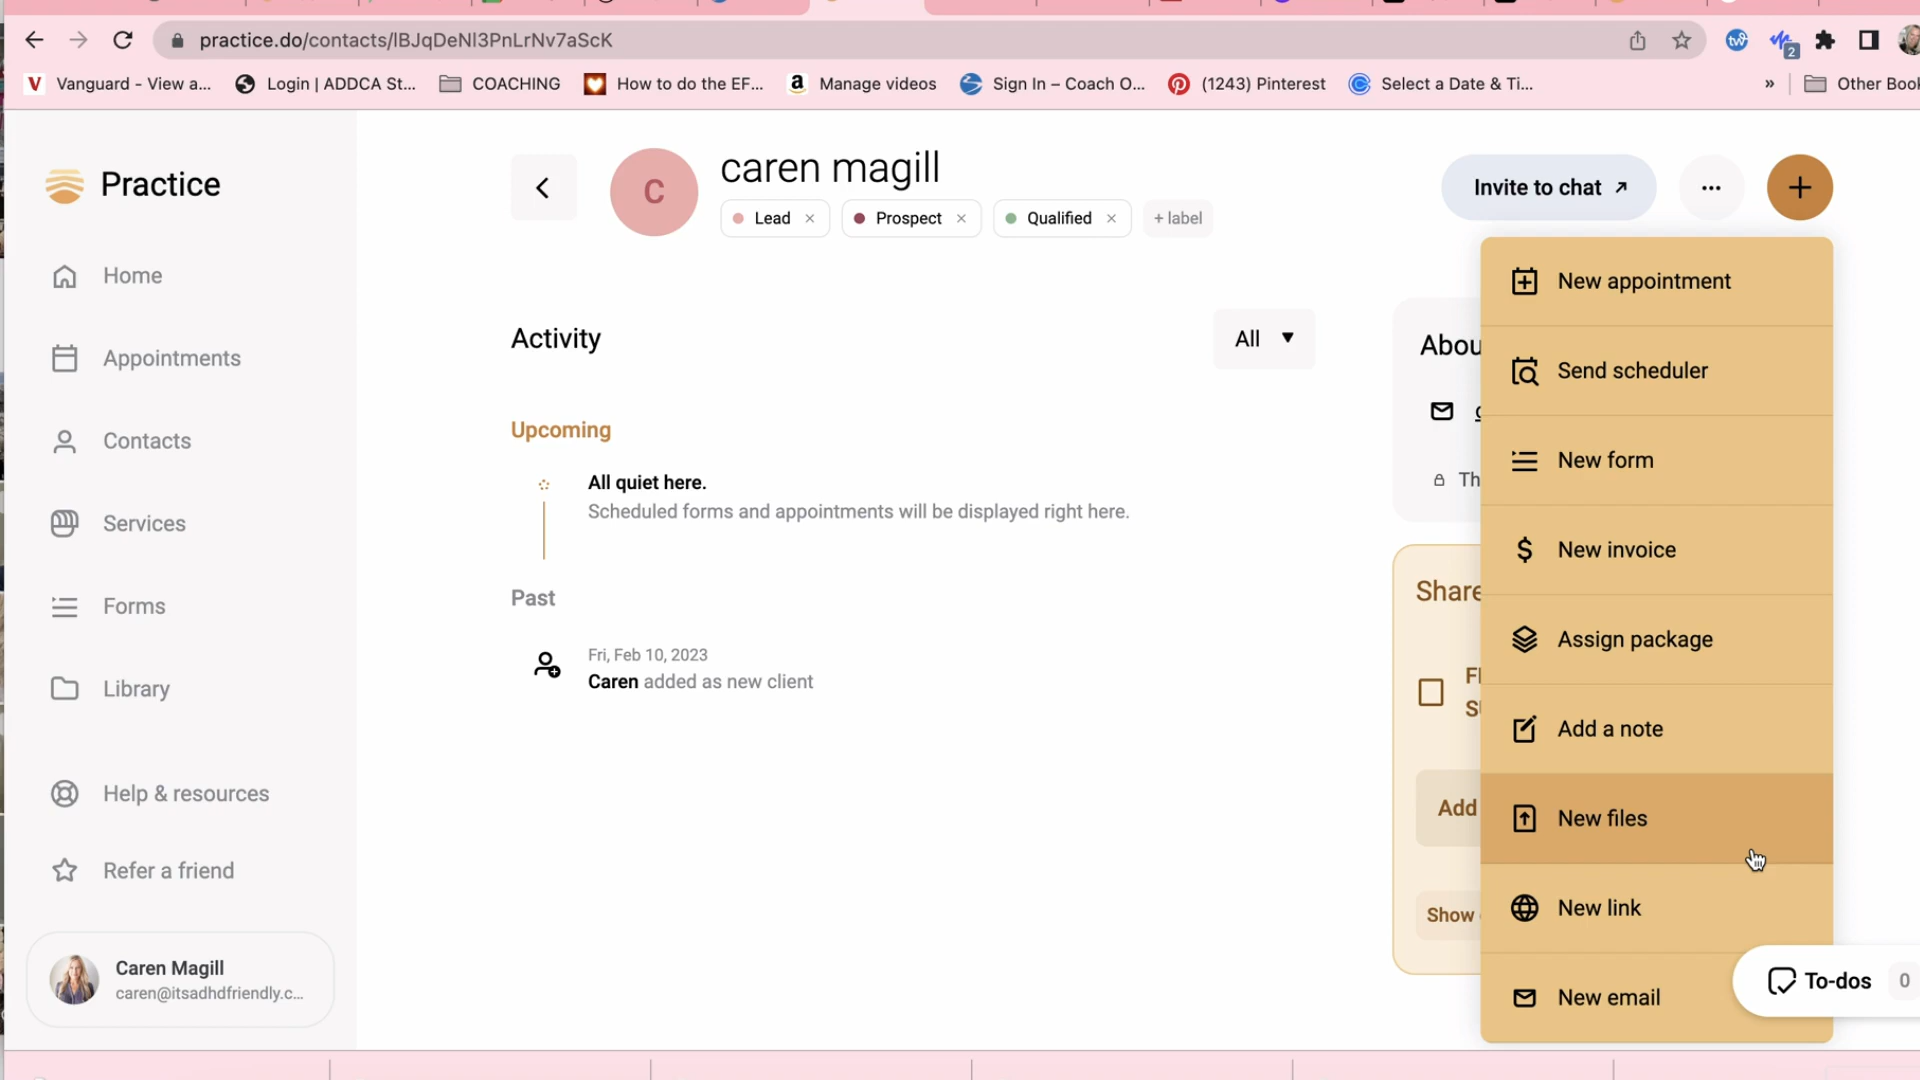 practice.do/contacts/IBJqDeNI3PnLrNv7aScK
2
Vanguard - View a...
Login | ADDCA St...
COACHING
How to do the EF...
Manage videos
Sign In – Coach O...
(1243) Pinterest
Select a Date & Ti...
»
Other Book
Practice
Home
Appointments
Contacts
Services
Forms
Library
Help & resources
Refer a friend
Caren Magill
caren@itsadhdfriendly.c...
C
caren magill
Lead ×
Prospect ×
Qualified ×
+ label
Invite to chat
Activity
All
Upcoming
All quiet here.
Scheduled forms and appointments will be displayed right here.
Past
Fri, Feb 10, 2023
Caren added as new client
Abou
Th
Share
Add
Show
New appointment
Send scheduler
New form
New invoice
Assign package
Add a note
New files
New link
New email
To-dos 0